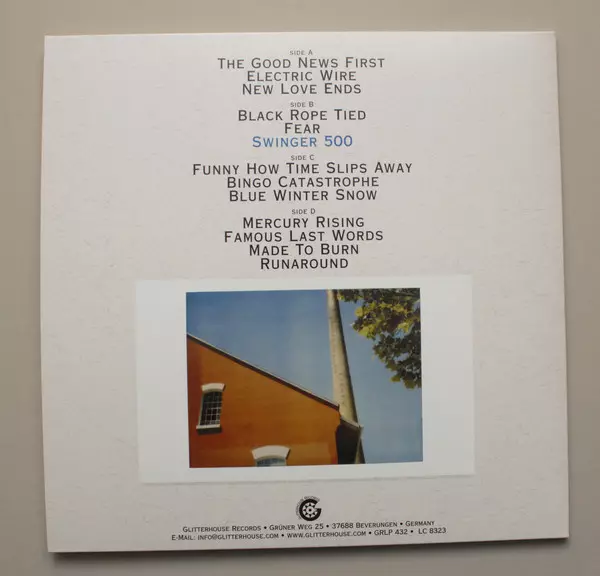 SIDE A
THE GOOD NEWS FIRST
ELECTRIC WIRE
NEW LOVE ENDS
SIDE B
BLACK ROPE TIED
FEAR
SWINGER 500
SIDE C
FUNNY HOW TIME SLIPS AWAY
BINGO CATASTROPHE
BLUE WINTER SNOW
SIDE D
MERCURY RISING
FAMOUS LAST WORDS
MADE TO BURN
RUNAROUND
GLITTERHOUSE RECORDS • GRÜNER WEG 25 • 37688 BEVERUNGEN • GERMANY
E-MAIL: INFO@GLITTERHOUSE.COM • WWW.GLITTERHOUSE.COM • GRLP 432 • LC 8323